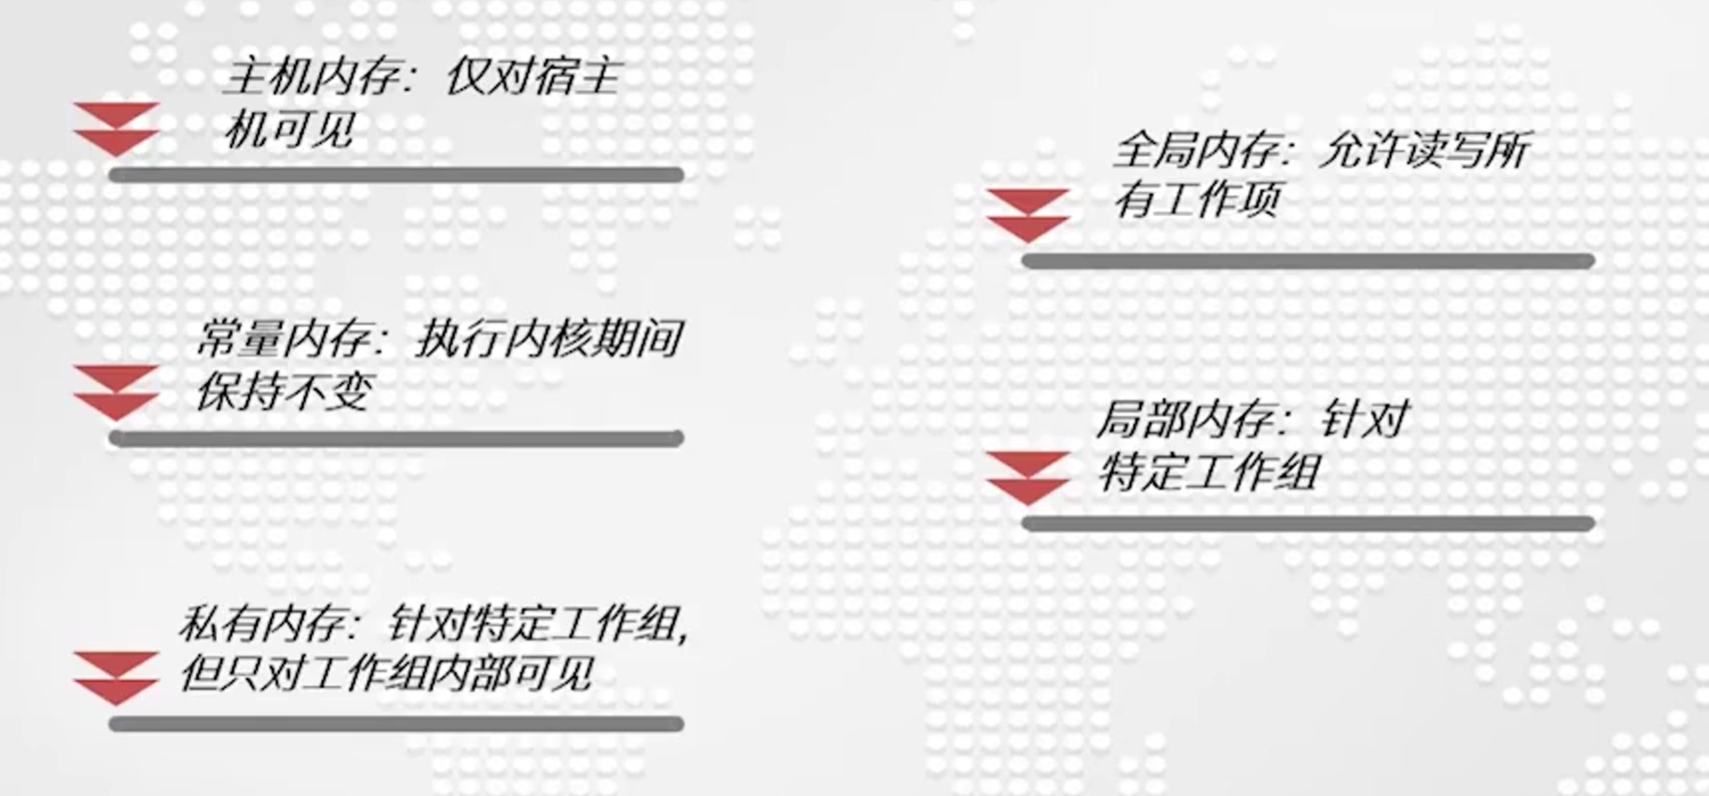 主机内存：仅对宿主
机可见
常量内存：执行内核期间
保持不变
私有内存：针对特定工作组，
但只对工作组内部可见
全局内存：允许读写所
有工作项
局部内存：针对
特定工作组